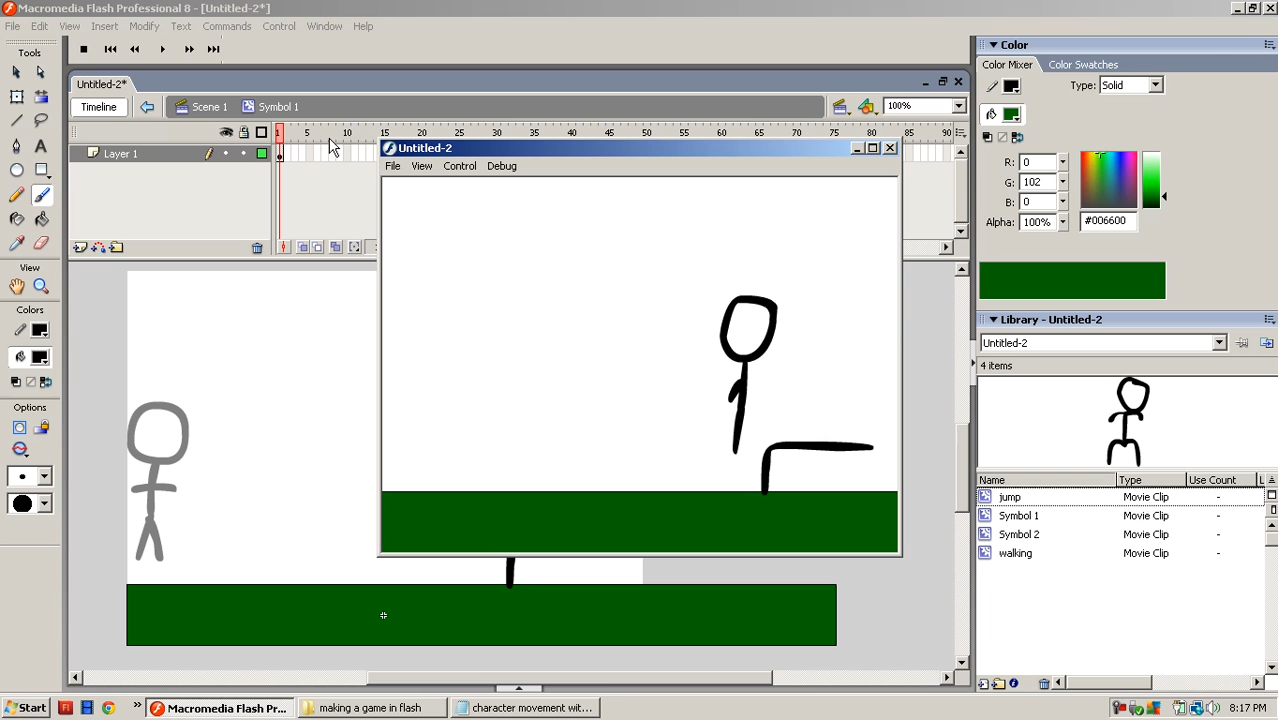 Macromedia Flash Professional 8 - [Untitled-2*]
File Edit View Insert Modify Text Commands Control Window Help
Tools
View
Colors
Options
Untitled-2*
Timeline Scene 1 Symbol 1 100%
1 5 10 15 20 25 30 35 40 45 50 55 60 65 70 75 80 85 90
Layer 1
Untitled-2
File View Control Debug
Color
Color Mixer Color Swatches
Type: Solid
R: 0
G: 102
B: 0
Alpha: 100% #006600
Library - Untitled-2
Untitled-2
4 items
Name Type Use Count L
jump Movie Clip -
Symbol 1 Movie Clip -
Symbol 2 Movie Clip -
walking Movie Clip -
Start Macromedia Flash Pr... making a game in flash character movement wit... 8:17 PM